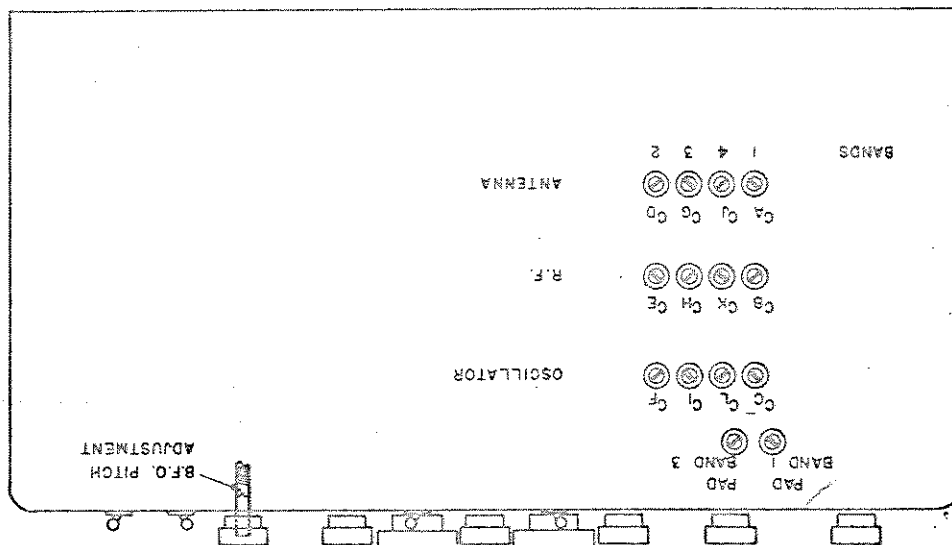 PAD PAD
BAND 1 BAND 3
B.F.O. PITCH
ADJUSTMENT
CC CL CI CF
OSCILLATOR
CB CK CH CE
R.F.
CA CJ CG CD
ANTENNA
BANDS 1 4 3 2